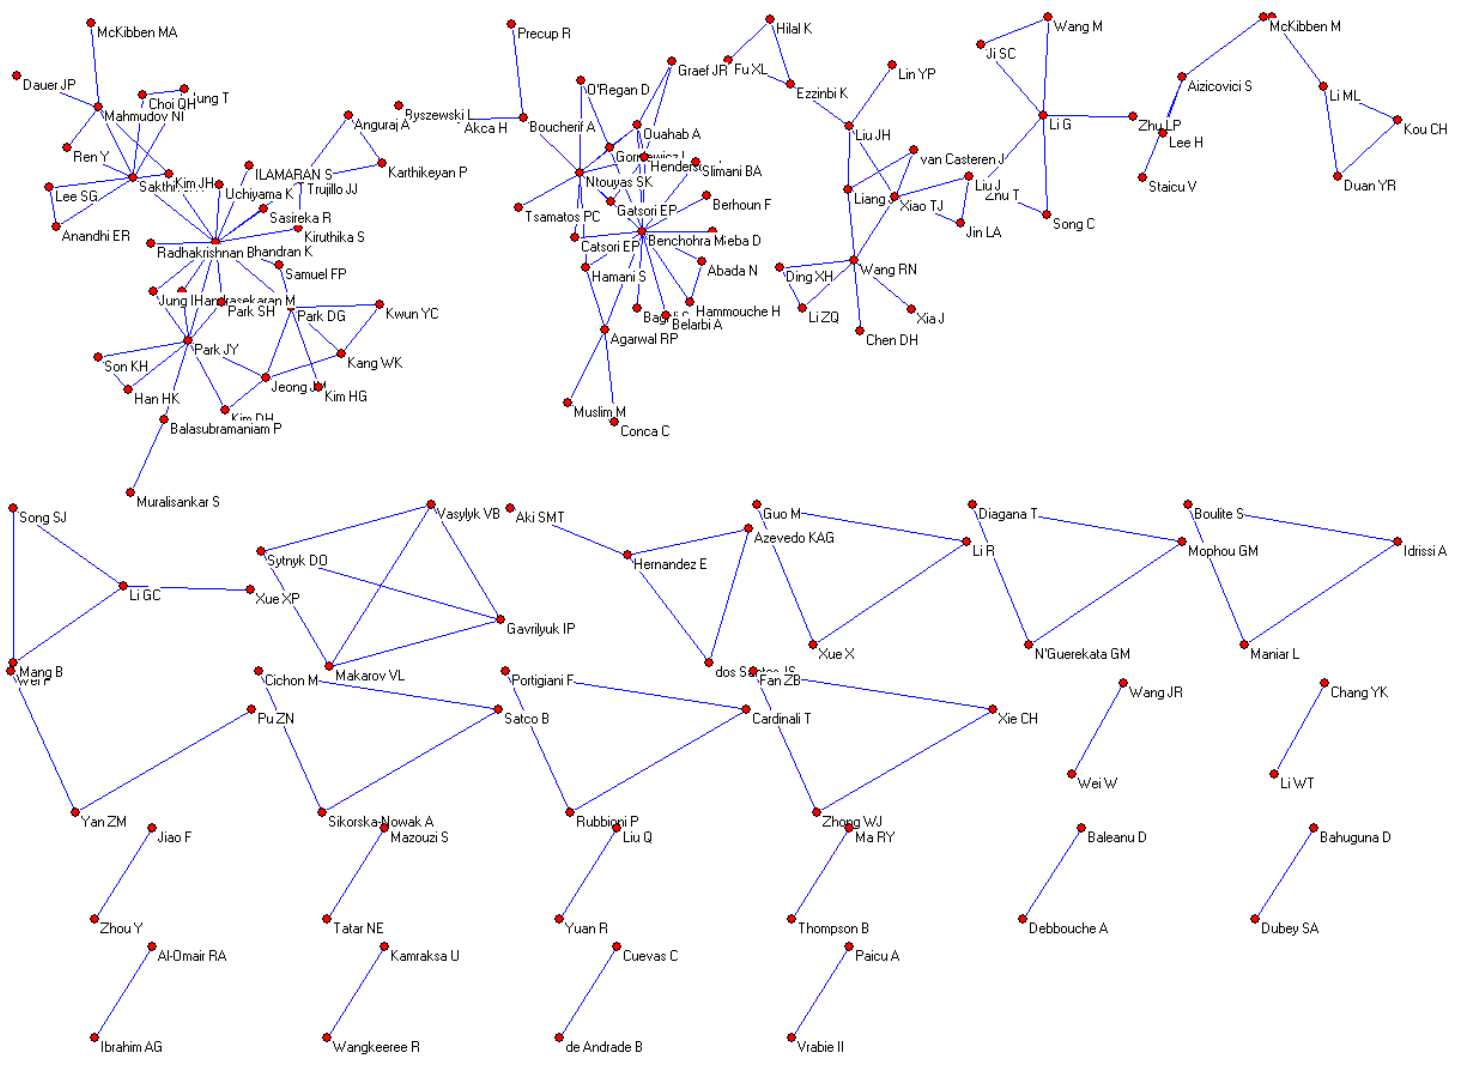 McKibben MA
Dauer JP
Choi QH
Jung T
Mahmudov NI
Ren Y
Kim JH
Lee SG
Anandhi ER
ILAMARAN S
Uchiyama K
Trujillo JJ
Anguraj A
Karthikeyan P
Sasireka R
Kiruthika S
Radhakrishnan B
Samuel FP
Park SH
Park DG
Kwun YC
Kang WK
Park JY
Son KH
Han HK
Kim HG
Kim DH
Balasubramaniam P
Muralisankar S
Precup R
Byszewski L
Akca H
Boucherif A
O'Regan D
Graef JR
Ouahab A
Slimani BA
Ntouyas SK
Gatsori EP
Berhoun F
Tsamatos PC
Catsori EP
Benchohra M
Hamani S
Abada N
Hammouche H
Belarbi A
Agarwal RP
Muslim M
Conca C
Hilal K
Fu XL
Ezzinbi K
Lin YP
Liu JH
van Casteren J
Liu J
Liang J
Xiao TJ
Jin LA
Ding XH
Wang RN
Li ZQ
Xia J
Chen DH
Wang M
Ji SC
Li G
Zhu LP
Zhu T
Song C
McKibben M
Aizicovici S
Lee H
Staicu V
Li ML
Kou CH
Duan YR
Song SJ
Li GC
Xue XP
Mang B
Vasylyk VB
Sytnyk DO
Gavrilyuk IP
Makarov VL
Aki SMT
Hernandez E
Azevedo KAG
Guo M
Li R
Xue X
Diagana T
Mophou GM
N'Guerekata GM
Boulite S
Idrissi A
Maniar L
Pu ZN
Yan ZM
Cichon M
Satco B
Sikorska-Nowak A
Portigiani F
Cardinali T
Rubbioni P
Fan ZB
Xie CH
Zhong WJ
Wang JR
Wei W
Chang YK
Li WT
Jiao F
Zhou Y
Mazouzi S
Tatar NE
Liu Q
Yuan R
Ma RY
Thompson B
Baleanu D
Debbouche A
Bahuguna D
Dubey SA
Al-Omair RA
Ibrahim AG
Kamraksa U
Wangkeeree R
Cuevas C
de Andrade B
Paicu A
Vrabie II